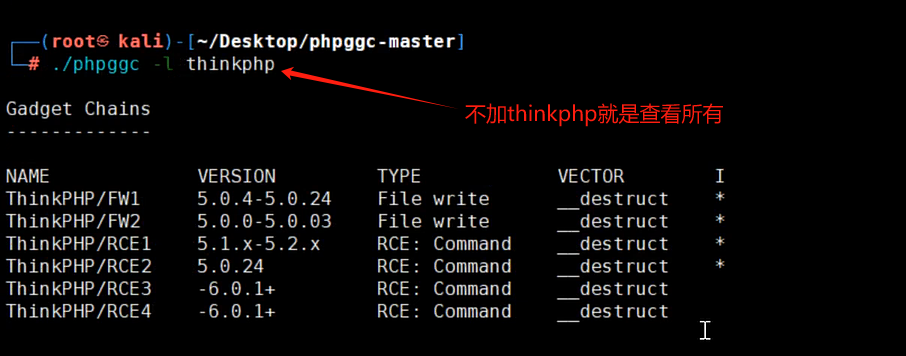 (root㉿ kali)-[~/Desktop/phpggc-master]
# ./phpggc -l thinkphp
不加thinkphp就是查看所有
Gadget Chains
-------------
NAME VERSION TYPE VECTOR I
ThinkPHP/FW1 5.0.4-5.0.24 File write __destruct *
ThinkPHP/FW2 5.0.0-5.0.03 File write __destruct *
ThinkPHP/RCE1 5.1.x-5.2.x RCE: Command __destruct *
ThinkPHP/RCE2 5.0.24 RCE: Command __destruct *
ThinkPHP/RCE3 -6.0.1+ RCE: Command __destruct
ThinkPHP/RCE4 -6.0.1+ RCE: Command __destruct